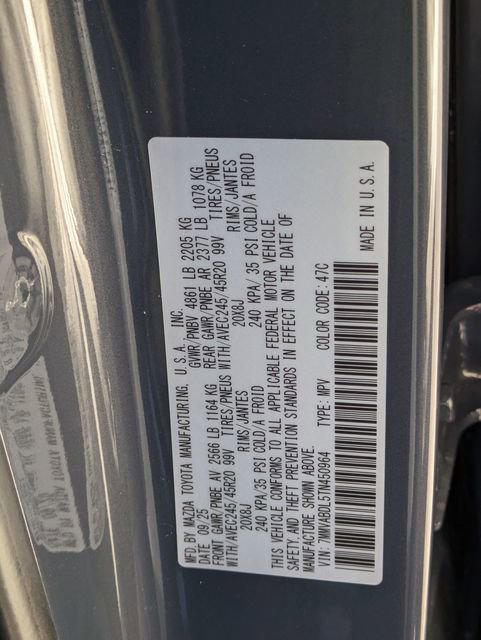 MFD. BY MAZDA TOYOTA MANUFACTURING, U.S.A., INC.
DATE 09/25 GVWR/PNBV 4861 LB 2205 KG
FRONT GAWR/PNBE AV 2566 LB 1164 KG REAR GAWR/PNBE AR 2377 LB 1078 KG
WITH/AVEC245/45R20 99V TIRES/PNEUS WITH/AVEC245/45R20 99V TIRES/PNEUS
20X8J RIMS/JANTES 20X8J RIMS/JANTES
240 KPA/35 PSI COLD/A FROID 240 KPA/35 PSI COLD/A FROID
THIS VEHICLE CONFORMS TO ALL APPLICABLE FEDERAL MOTOR VEHICLE
SAFETY, AND THEFT PREVENTION STANDARDS IN EFFECT ON THE DATE OF
MANUFACTURE SHOWN ABOVE.
VIN: 7MMVABDL5TN450964 TYPE: MPV COLOR CODE: 47C
MADE IN U.S.A.